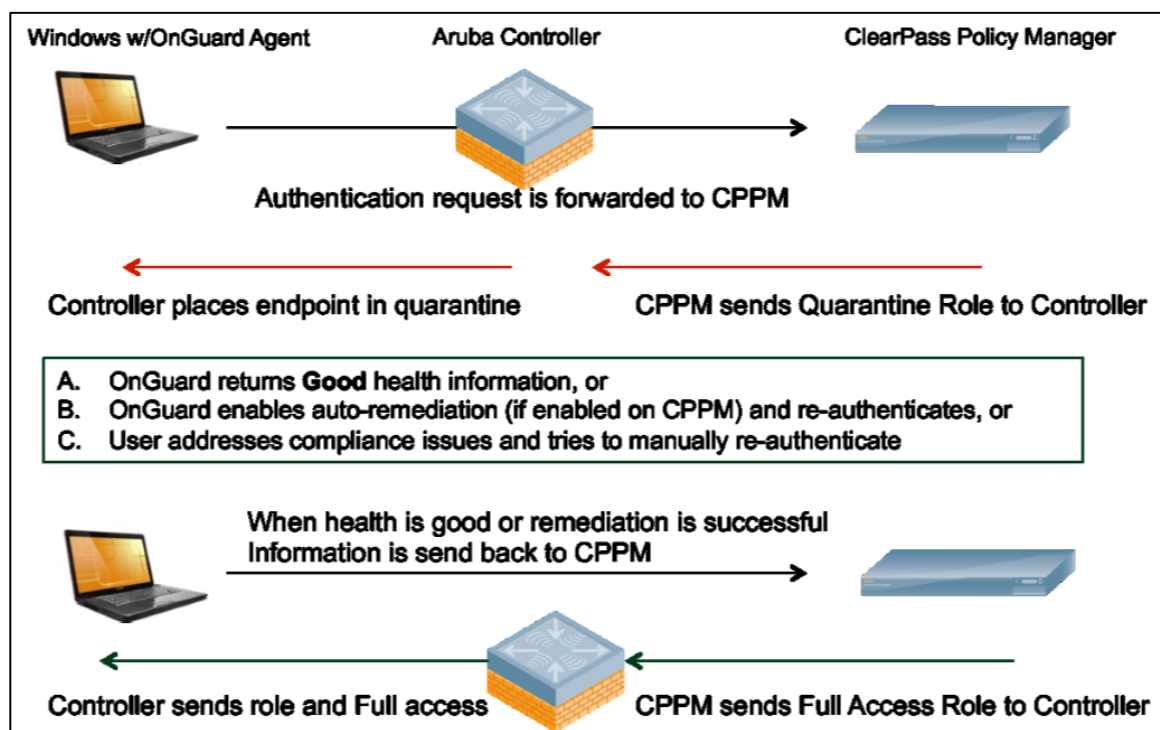 Windows w/OnGuard Agent
Aruba Controller
ClearPass Policy Manager
Authentication request is forwarded to CPPM
Controller places endpoint in quarantine
CPPM sends Quarantine Role to Controller
A. OnGuard returns Good health information, or
B. OnGuard enables auto-remediation (if enabled on CPPM) and re-authenticates, or
C. User addresses compliance issues and tries to manually re-authenticate
When health is good or remediation is successful
Information is send back to CPPM
Controller sends role and Full access
CPPM sends Full Access Role to Controller